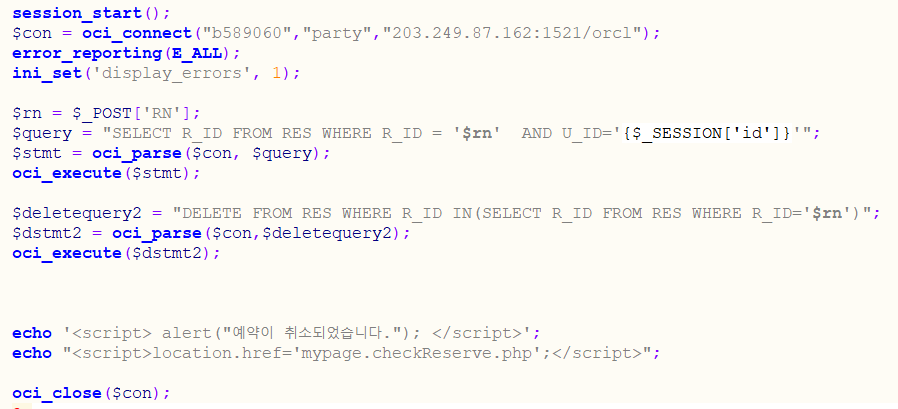 session_start();
$con = oci_connect("b589060","party","203.249.87.162:1521/orcl");
error_reporting(E_ALL);
ini_set('display_errors', 1);
$rn = $_POST['RN'];
$query = "SELECT R_ID FROM RES WHERE R_ID = '$rn'  AND U_ID='{$_SESSION['id']}'";
$stmt = oci_parse($con, $query);
oci_execute($stmt);
$deletequery2 = "DELETE FROM RES WHERE R_ID IN(SELECT R_ID FROM RES WHERE R_ID='$rn')";
$dstmt2 = oci_parse($con,$deletequery2);
oci_execute($dstmt2);
echo '<script> alert("예약이 취소되었습니다."); </script>';
echo "<script>location.href='mypage.checkReserve.php';</script>";
oci_close($con);